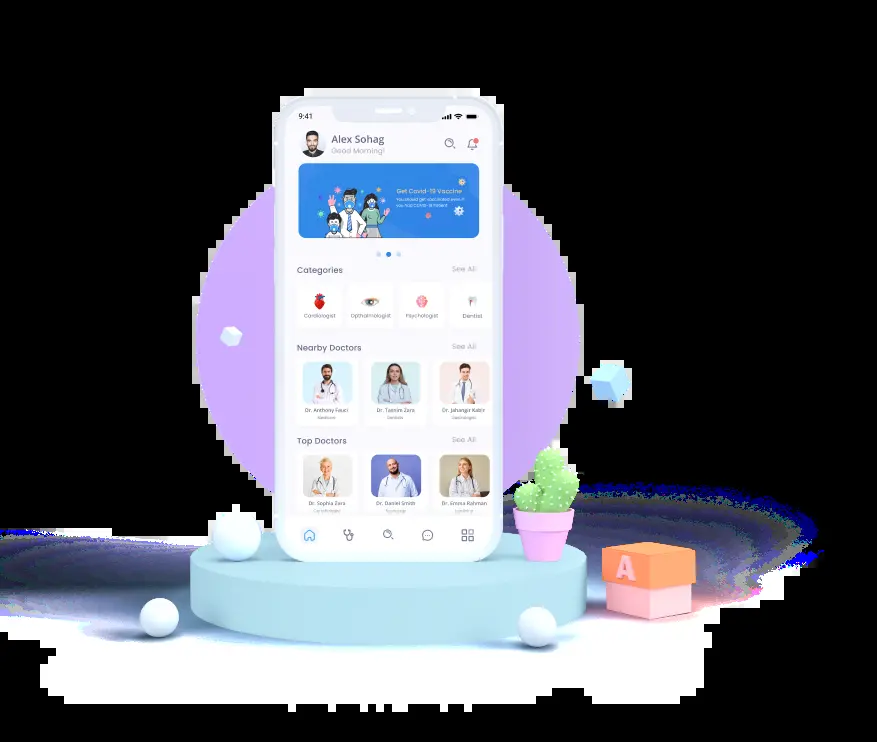 9:41
Alex Sohag
Good Morning!
Get Covid-19 Vaccine
Categories
See All
Cardiologist
Opthalmologist
Psychologist
Dentist
Nearby Doctors
See All
Dr. Anthony Fauci
Dr. Tasnim Zara
Dr. Jahangir Kabir
Top Doctors
See All
Dr. Sophia Zara
Dr. Daniel Smith
Dr. Emma Rahman
A